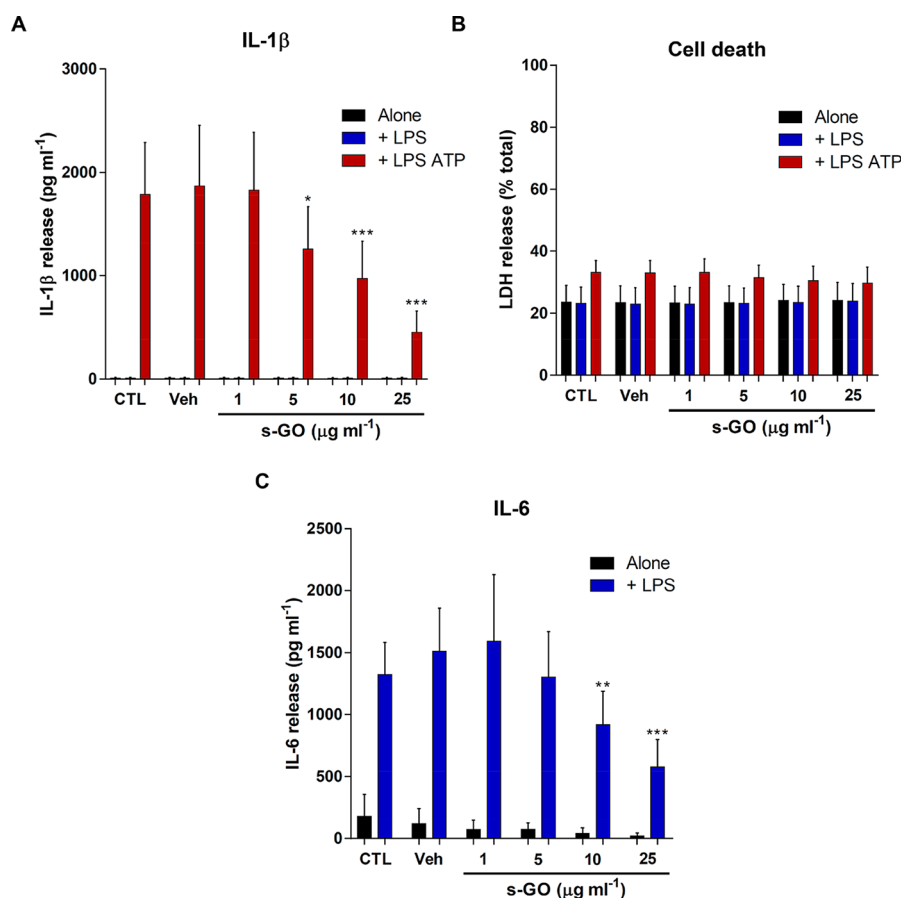 A
IL-1β
3000
2000
1000
0
IL-1β release (pg ml⁻¹)
Alone
+ LPS
+ LPS ATP
*
***
***
CTL Veh 1 5 10 25
s-GO (μg ml⁻¹)
B
Cell death
100
80
60
40
20
0
LDH release (% total)
Alone
+ LPS
+ LPS ATP
CTL Veh 1 5 10 25
s-GO (μg ml⁻¹)
C
IL-6
2500
2000
1500
1000
500
0
IL-6 release (pg ml⁻¹)
Alone
+ LPS
**
***
CTL Veh 1 5 10 25
s-GO (μg ml⁻¹)